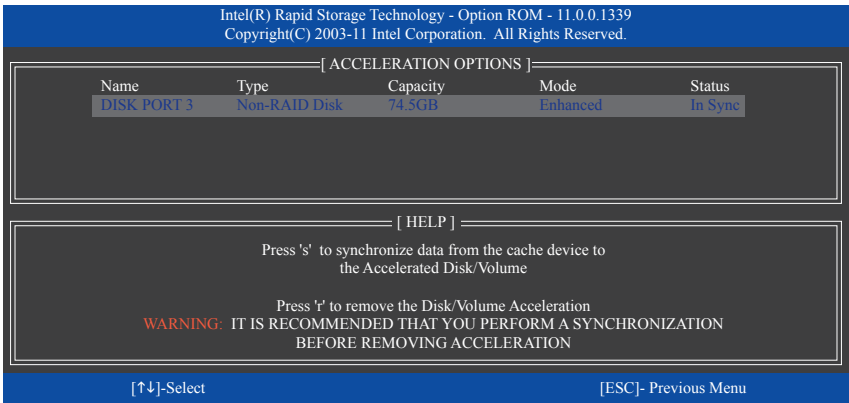 Intel(R) Rapid Storage Technology - Option ROM - 11.0.0.1339
Copyright(C) 2003-11 Intel Corporation.  All Rights Reserved.
[ ACCELERATION OPTIONS ]
Name Type Capacity Mode Status
DISK PORT 3 Non-RAID Disk 74.5GB Enhanced In Sync
[ HELP ]
Press 's'  to synchronize data from the cache device to
the Accelerated Disk/Volume
Press 'r' to remove the Disk/Volume Acceleration
WARNING:  IT IS RECOMMENDED THAT YOU PERFORM A SYNCHRONIZATION
BEFORE REMOVING ACCELERATION
[↑↓]-Select [ESC]- Previous Menu